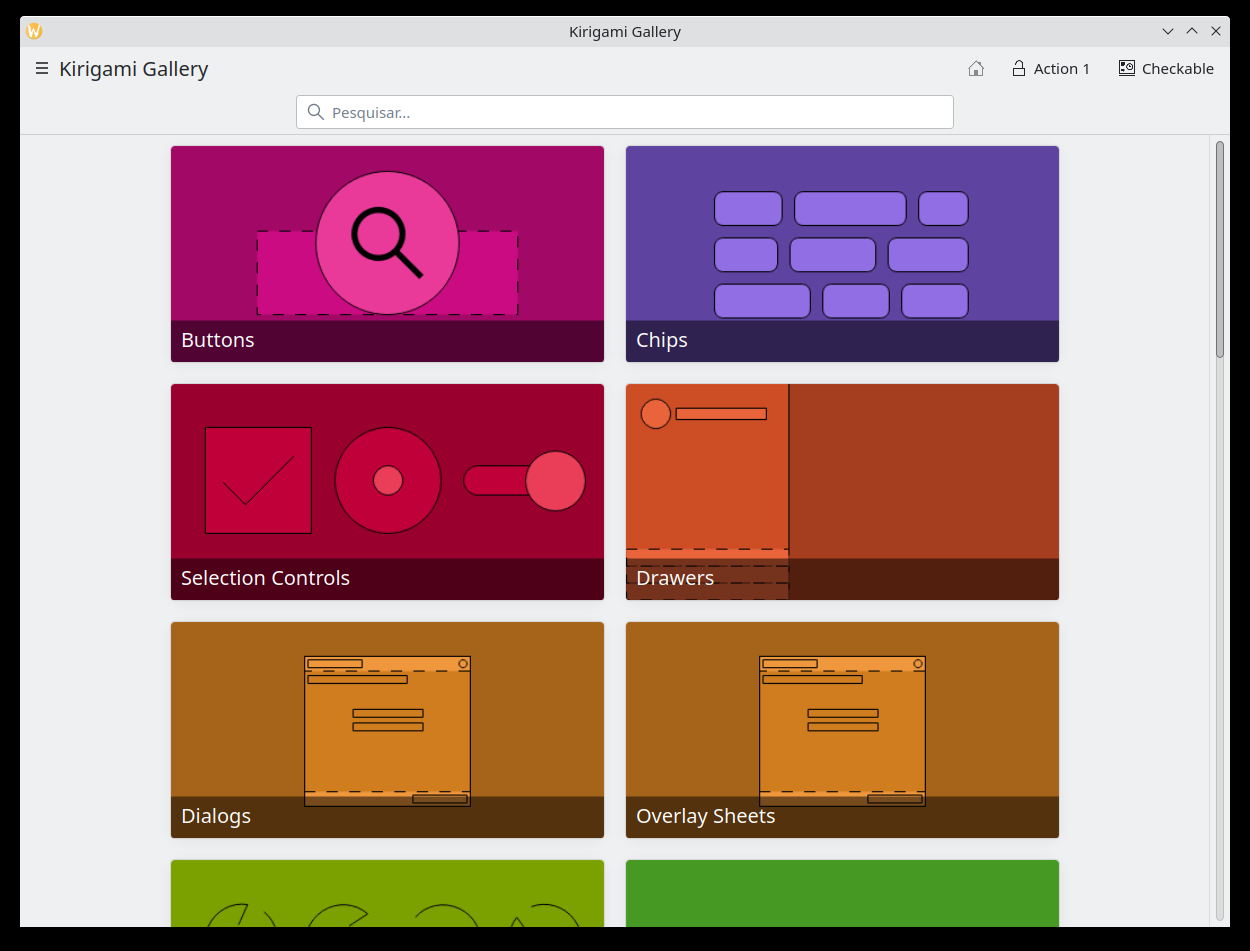 Kirigami Gallery
Kirigami Gallery
Action 1
Checkable
Pesquisar...
Buttons
Chips
Selection Controls
Drawers
Dialogs
Overlay Sheets